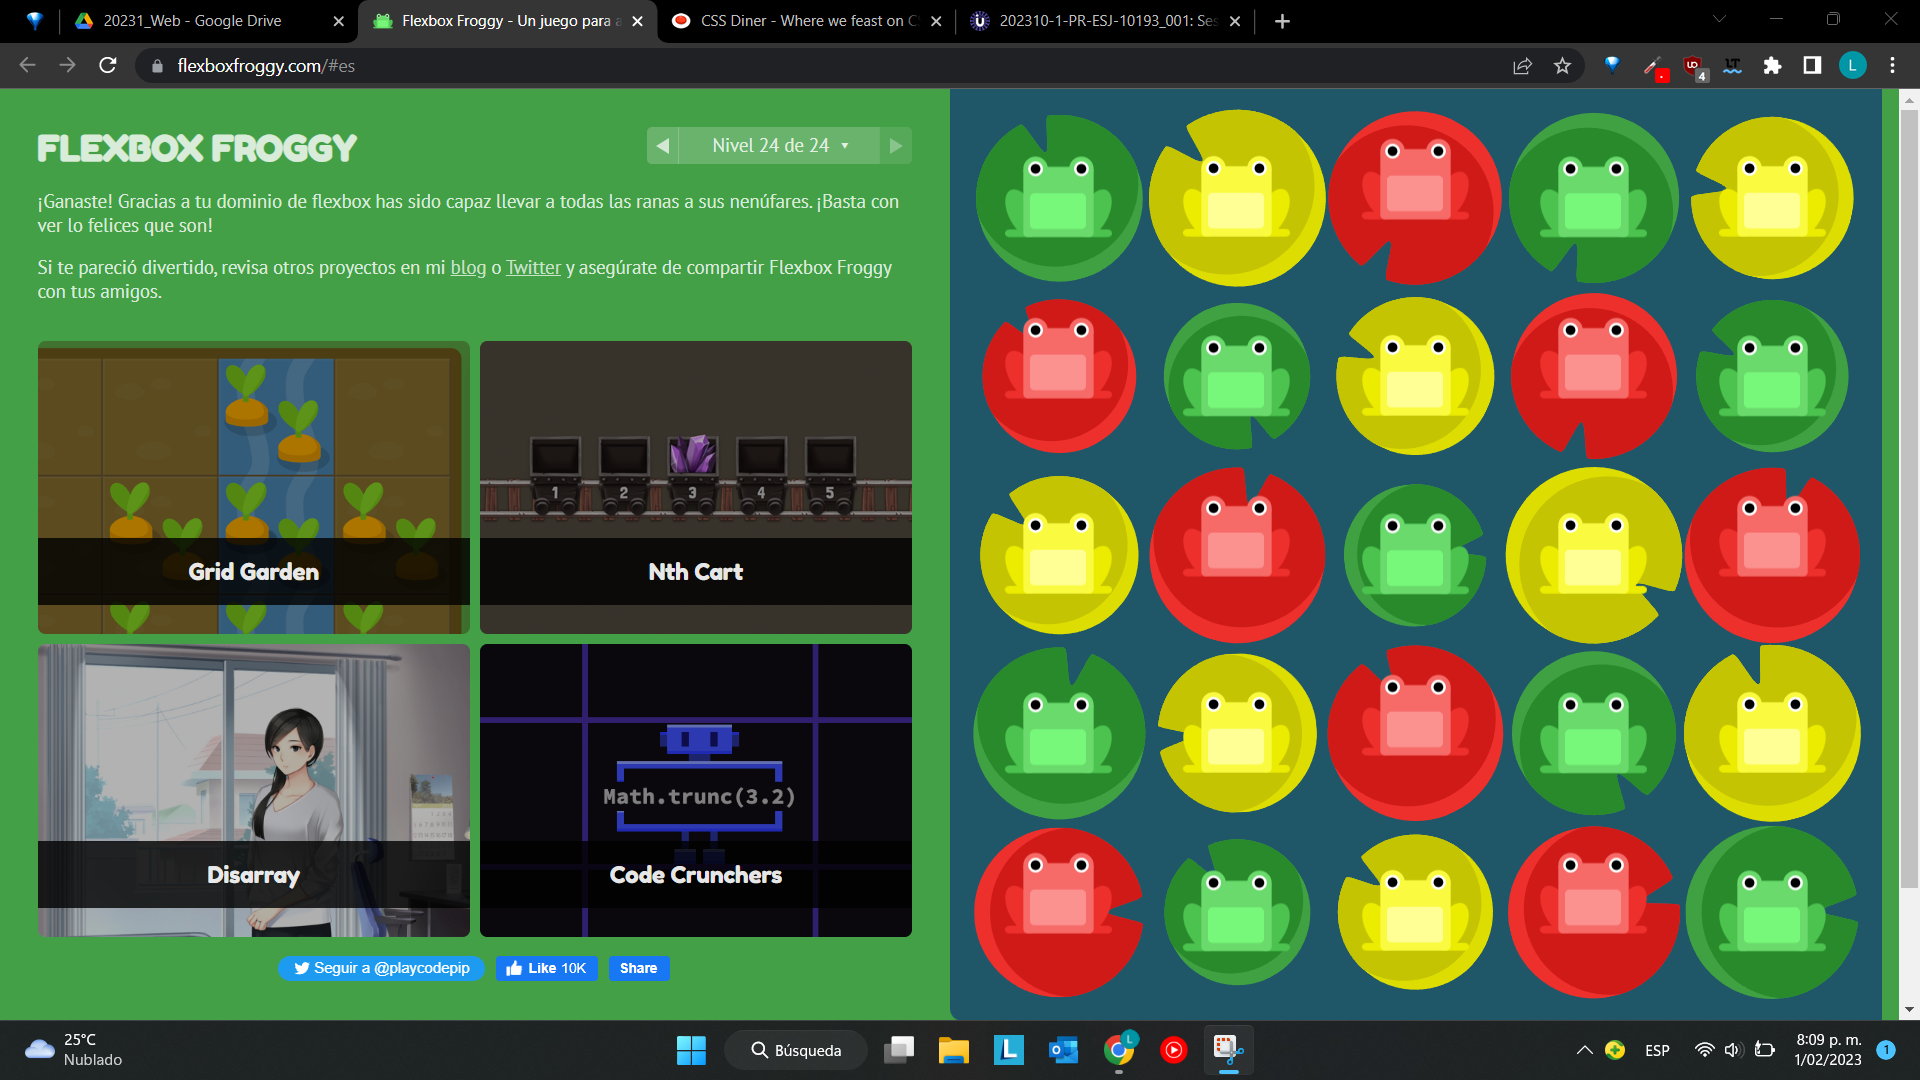 20231_Web - Google Drive
Flexbox Froggy - Un juego para a
CSS Diner - Where we feast on C
202310-1-PR-ESJ-10193_001: Ses
flexboxfroggy.com/#es
4
L
FLEXBOX FROGGY
Nivel 24 de 24
¡Ganaste! Gracias a tu dominio de flexbox has sido capaz llevar a todas las ranas a sus nenúfares. ¡Basta con
ver lo felices que son!
Si te pareció divertido, revisa otros proyectos en mi blog o Twitter y asegúrate de compartir Flexbox Froggy
con tus amigos.
1 2 3 4 5
Grid Garden
Nth Cart
Math.trunc(3.2)
Disarray
Code Crunchers
Seguir a @playcodepip
Like 10K
Share
25°C
Nublado
Búsqueda
ESP
8:09 p. m.
1/02/2023
1